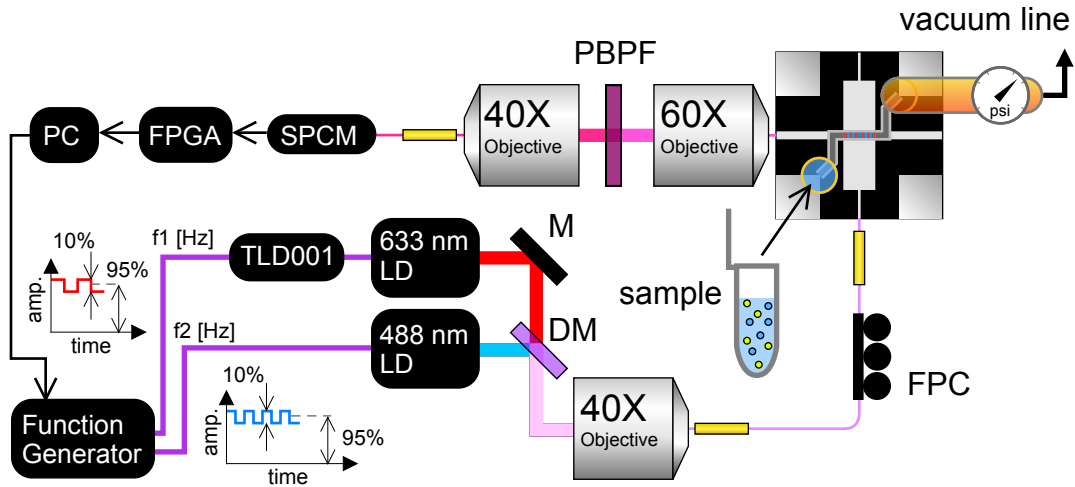 vacuum line
PBPF
40X
Objective
60X
Objective
psi
PC
FPGA
SPCM
f1 [Hz]
TLD001
633 nm
LD
M
10%
95%
amp.
time
sample
f2 [Hz]
488 nm
LD
DM
FPC
10%
95%
amp.
time
40X
Objective
Function
Generator